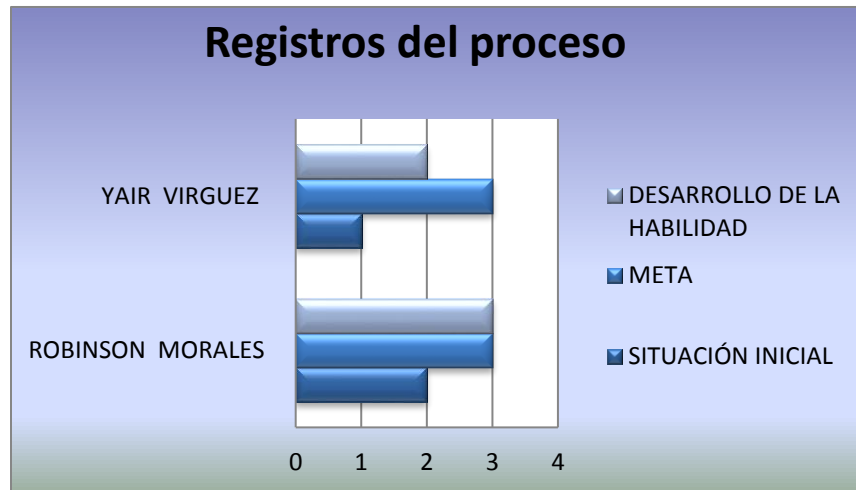 Registros del proceso
YAIR VIRGUEZ
ROBINSON MORALES
0 1 2 3 4
DESARROLLO DE LA
HABILIDAD
META
SITUACIÓN INICIAL